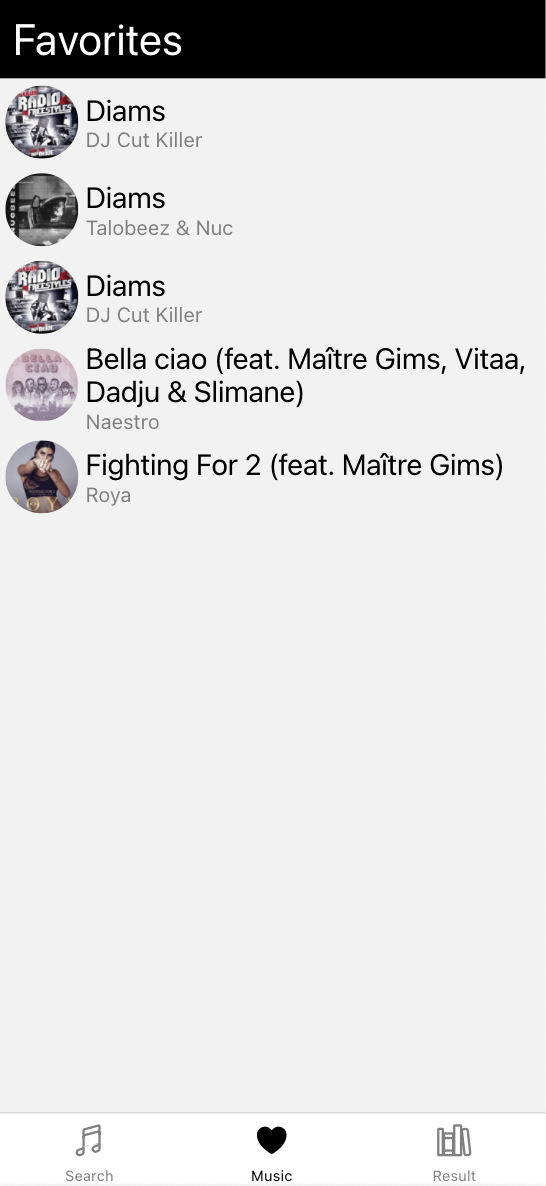 Favorites
RADIO
FREESTYLES
Diams
DJ Cut Killer
Diams
Talobeez & Nuc
RADIO
FREESTYLES
Diams
DJ Cut Killer
BELLA
CIAO
Bella ciao (feat. Maître Gims, Vitaa,
Dadju & Slimane)
Naestro
Fighting For 2 (feat. Maître Gims)
Roya
Search
Music
Result